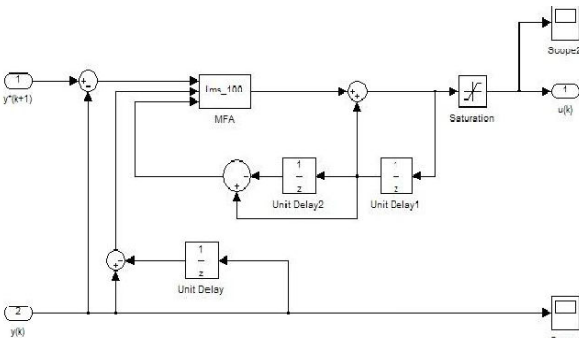 1
y*(k+1)
lms_100
MFA
Saturation
1
u(k)
1
z
Unit Delay2
1
z
Unit Delay1
1
z
Unit Delay
2
y(k)